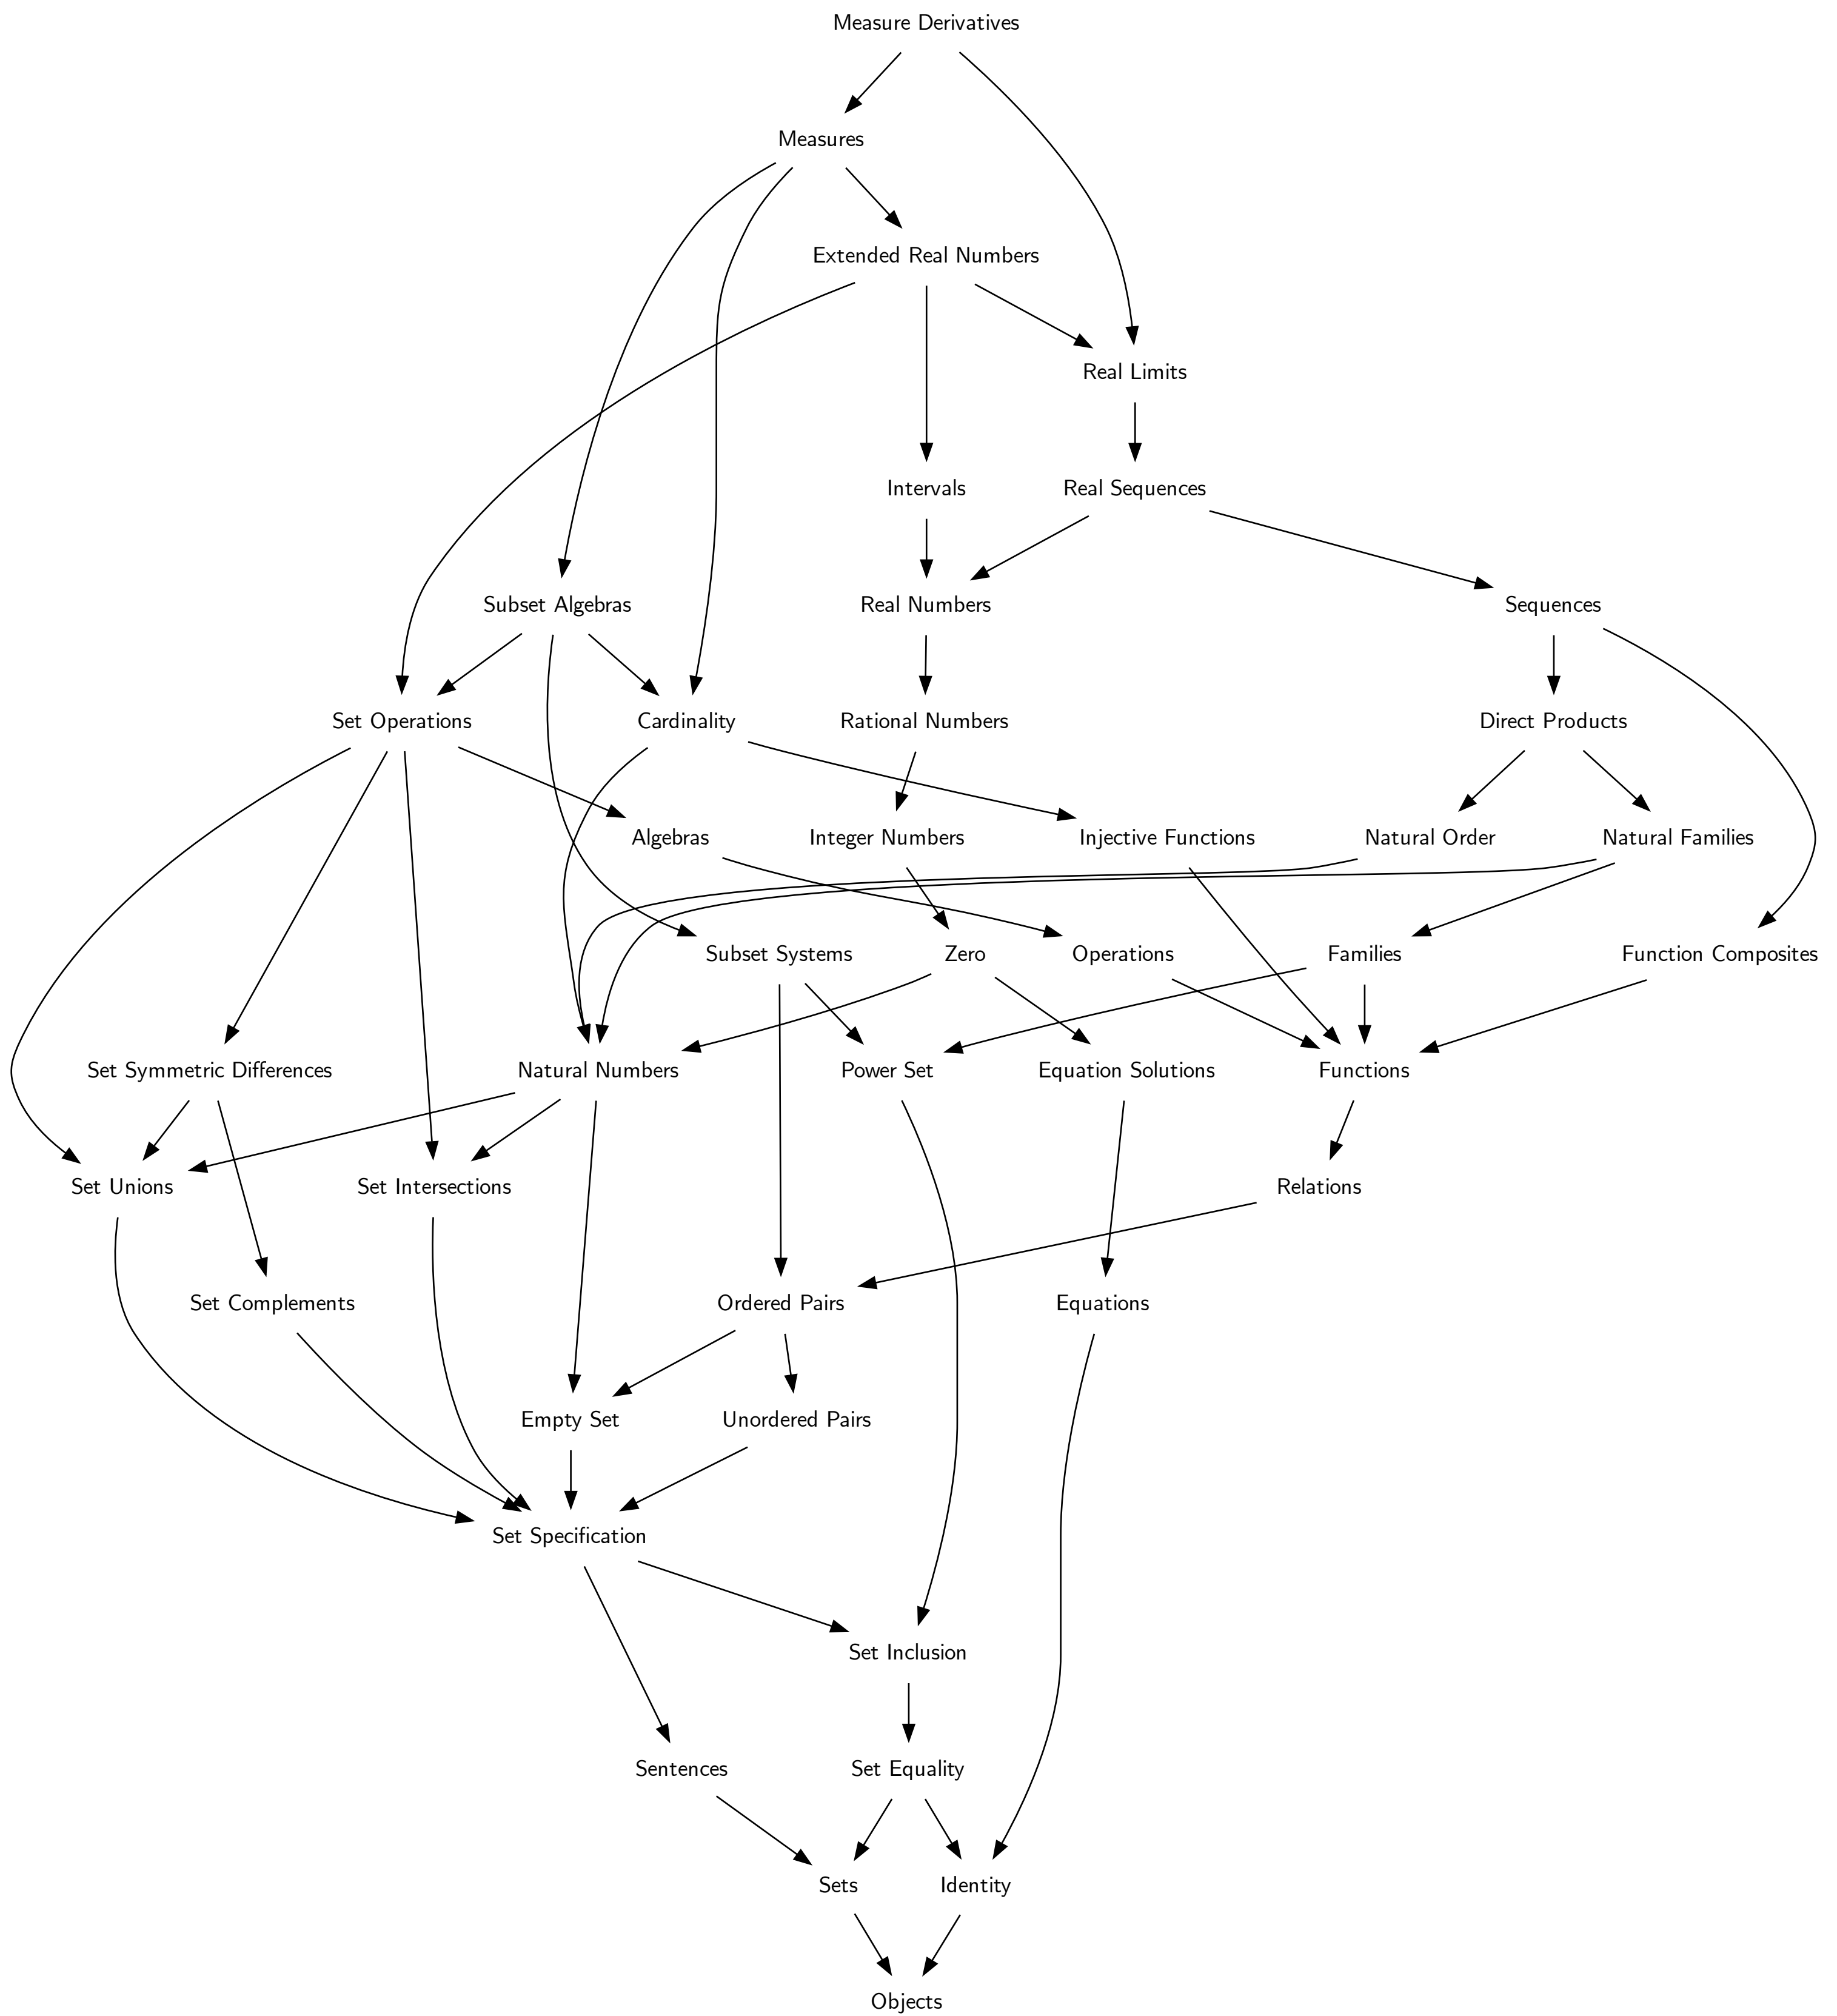 Measure Derivatives
Measures
Extended Real Numbers
Real Limits
Intervals
Real Sequences
Subset Algebras
Real Numbers
Sequences
Set Operations
Cardinality
Rational Numbers
Direct Products
Algebras
Integer Numbers
Injective Functions
Natural Order
Natural Families
Subset Systems
Zero
Operations
Families
Function Composites
Set Symmetric Differences
Natural Numbers
Power Set
Equation Solutions
Functions
Set Unions
Set Intersections
Relations
Set Complements
Ordered Pairs
Equations
Empty Set
Unordered Pairs
Set Specification
Set Inclusion
Sentences
Set Equality
Sets
Identity
Objects